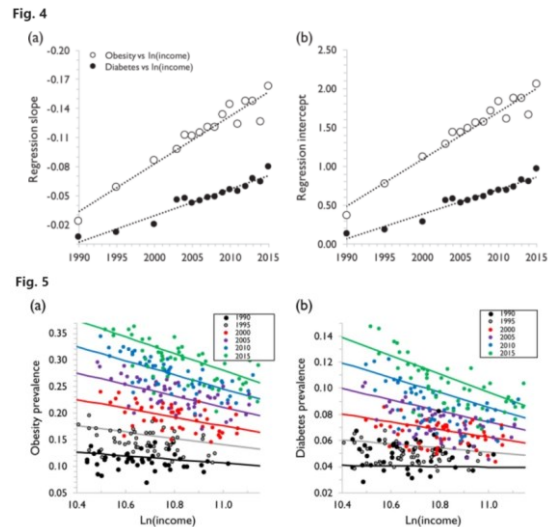 Fig. 4
(a)
(b)
Obesity vs ln(income)
Diabetes vs ln(income)
Regression slope
-0.20
-0.17
-0.14
-0.11
-0.08
-0.05
-0.02
1990 1995 2000 2005 2010 2015
Regression intercept
2.50
2.00
1.50
1.00
0.50
0.00
1990 1995 2000 2005 2010 2015
Fig. 5
(a)
(b)
1990
1995
2000
2005
2010
2015
Obesity prevalence
0.35
0.30
0.25
0.20
0.15
0.10
0.05
10.4 10.6 10.8 11.0
Ln(income)
1990
1995
2000
2005
2010
2015
Diabetes prevalence
0.14
0.12
0.10
0.08
0.06
0.04
0.02
10.4 10.6 10.8 11.0
Ln(income)